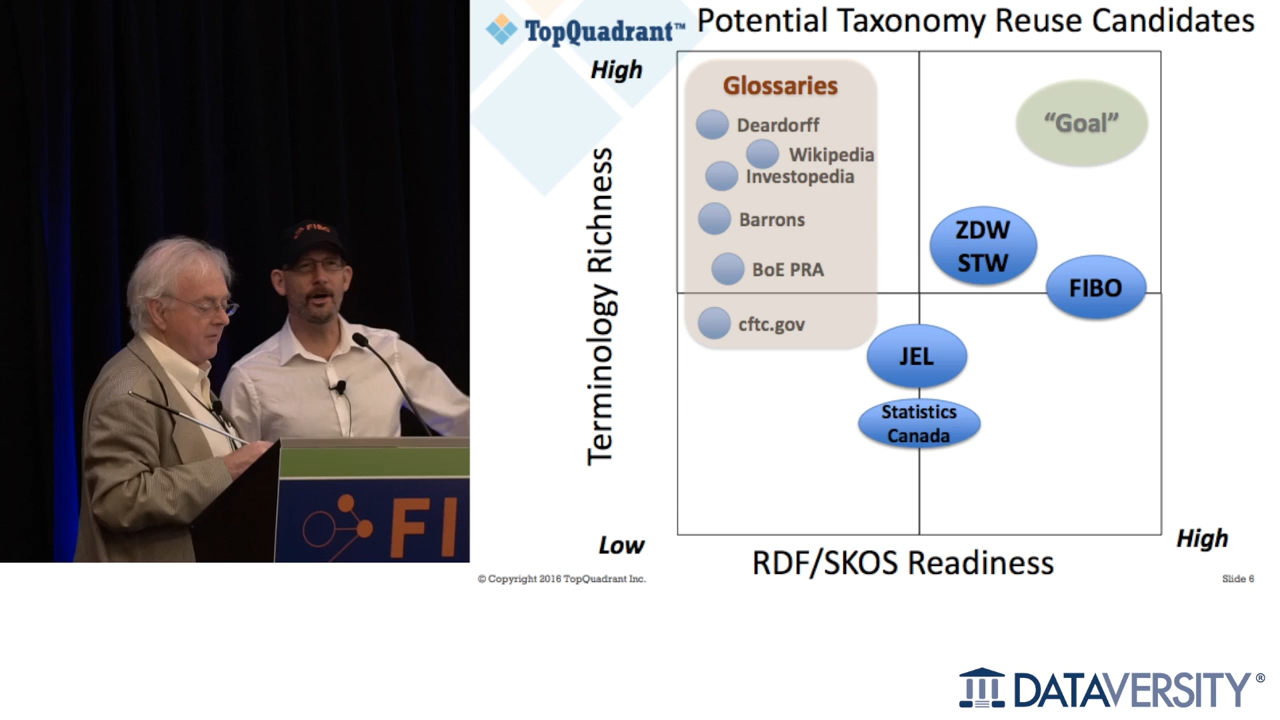 TopQuadrant™
Potential Taxonomy Reuse Candidates
High
Glossaries
Deardorff
Wikipedia
Investopedia
Barrons
BoE PRA
cftc.gov
"Goal"
ZDW
STW
FIBO
JEL
Statistics
Canada
Terminology Richness
Low
High
RDF/SKOS Readiness
© Copyright 2016 TopQuadrant Inc.
Slide 6
FIBO
FI
DATAVERSITY®